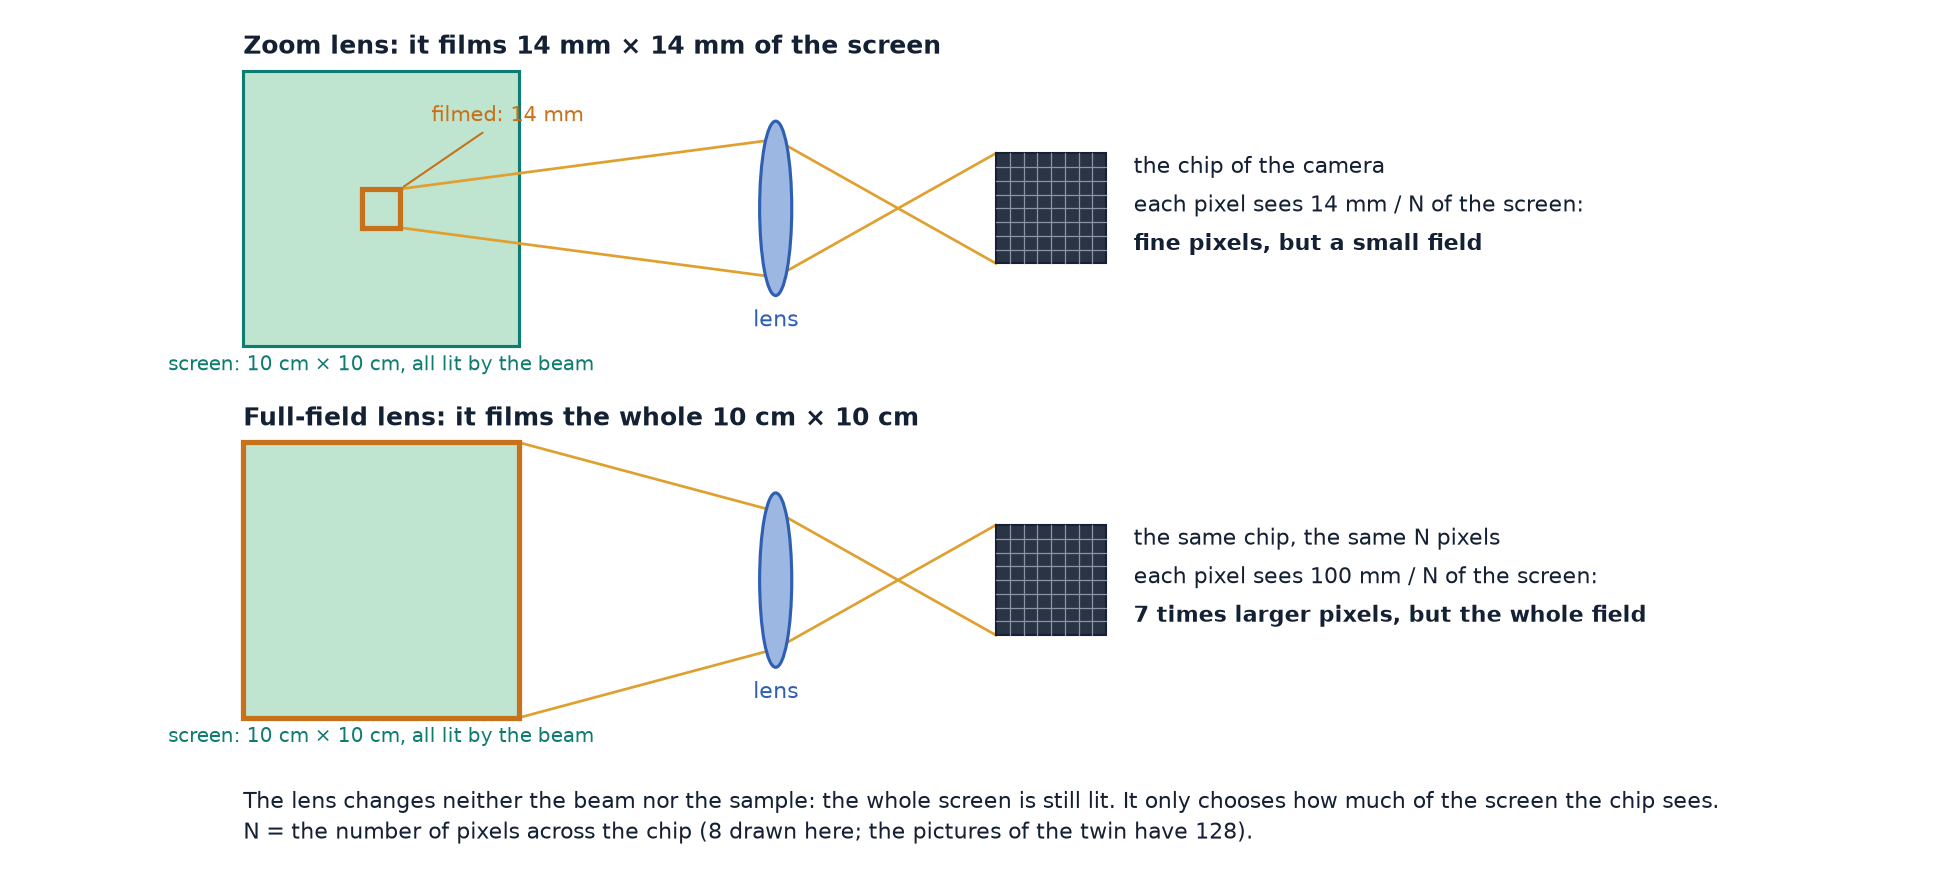 Zoom lens: it films 14 mm × 14 mm of the screen
filmed: 14 mm
the chip of the camera
each pixel sees 14 mm / N of the screen:
fine pixels, but a small field
lens
screen: 10 cm × 10 cm, all lit by the beam
Full-field lens: it films the whole 10 cm × 10 cm
the same chip, the same N pixels
each pixel sees 100 mm / N of the screen:
7 times larger pixels, but the whole field
lens
screen: 10 cm × 10 cm, all lit by the beam
The lens changes neither the beam nor the sample: the whole screen is still lit. It only chooses how much of the screen the chip sees.
N = the number of pixels across the chip (8 drawn here; the pictures of the twin have 128).